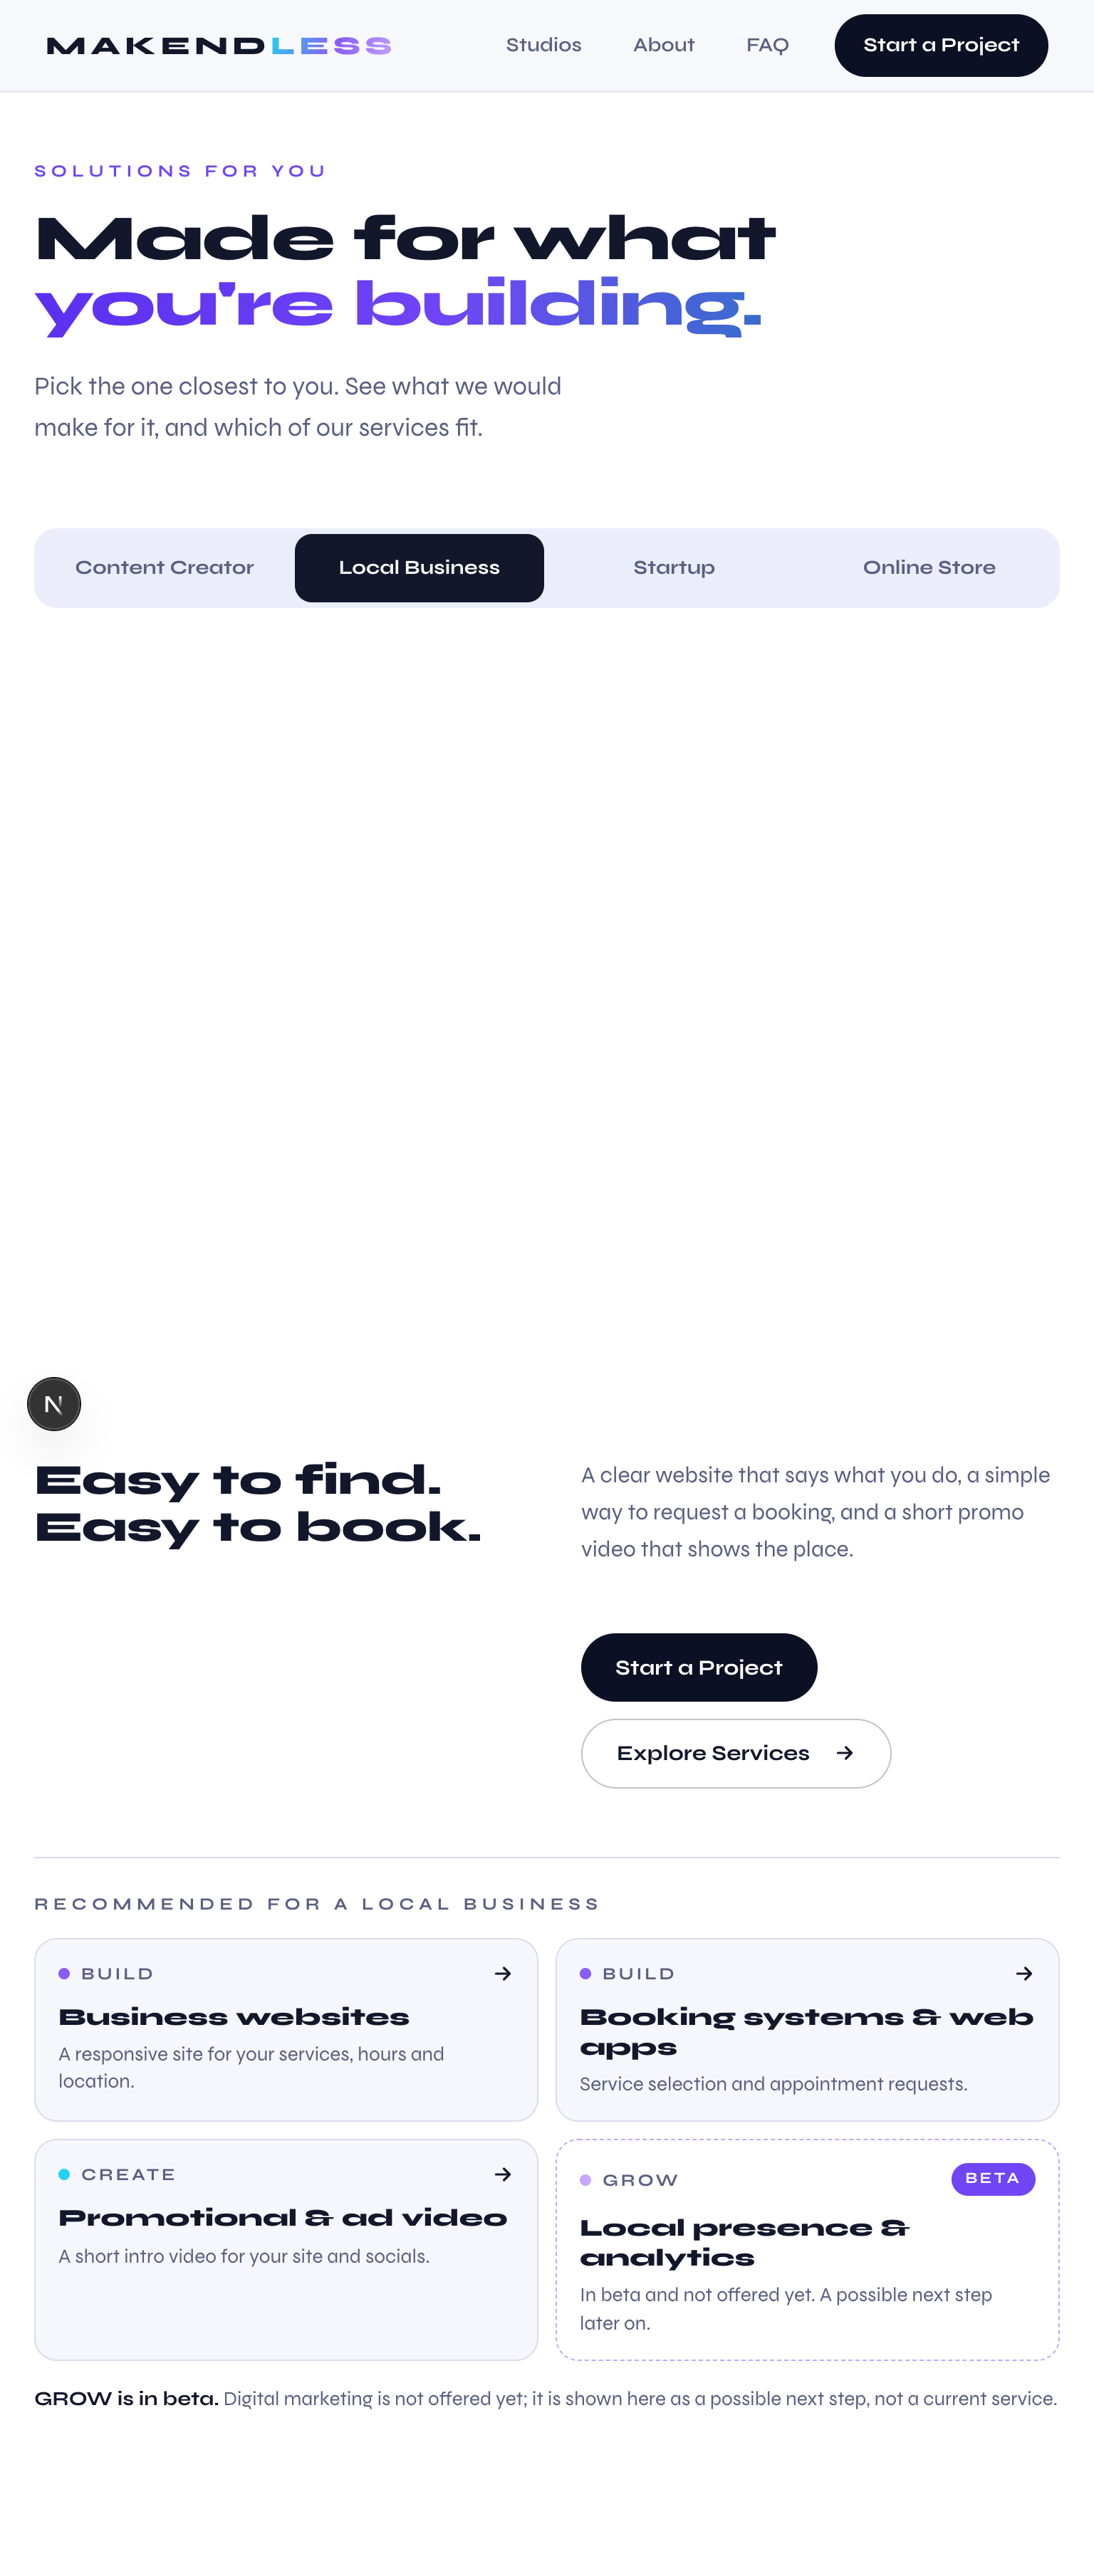 MAKENDLESS
Studios
About
FAQ
Start a Project
SOLUTIONS FOR YOU
Made for what
you're building.
Pick the one closest to you. See what we would
make for it, and which of our services fit.
Content Creator
Local Business
Startup
Online Store
N
Easy to find.
Easy to book.
A clear website that says what you do, a simple
way to request a booking, and a short promo
video that shows the place.
Start a Project
Explore Services →
RECOMMENDED FOR A LOCAL BUSINESS
BUILD →
Business websites
A responsive site for your services, hours and
location.
BUILD →
Booking systems & web
apps
Service selection and appointment requests.
CREATE →
Promotional & ad video
A short intro video for your site and socials.
GROW
BETA
Local presence &
analytics
In beta and not offered yet. A possible next step
later on.
GROW is in beta. Digital marketing is not offered yet; it is shown here as a possible next step, not a current service.